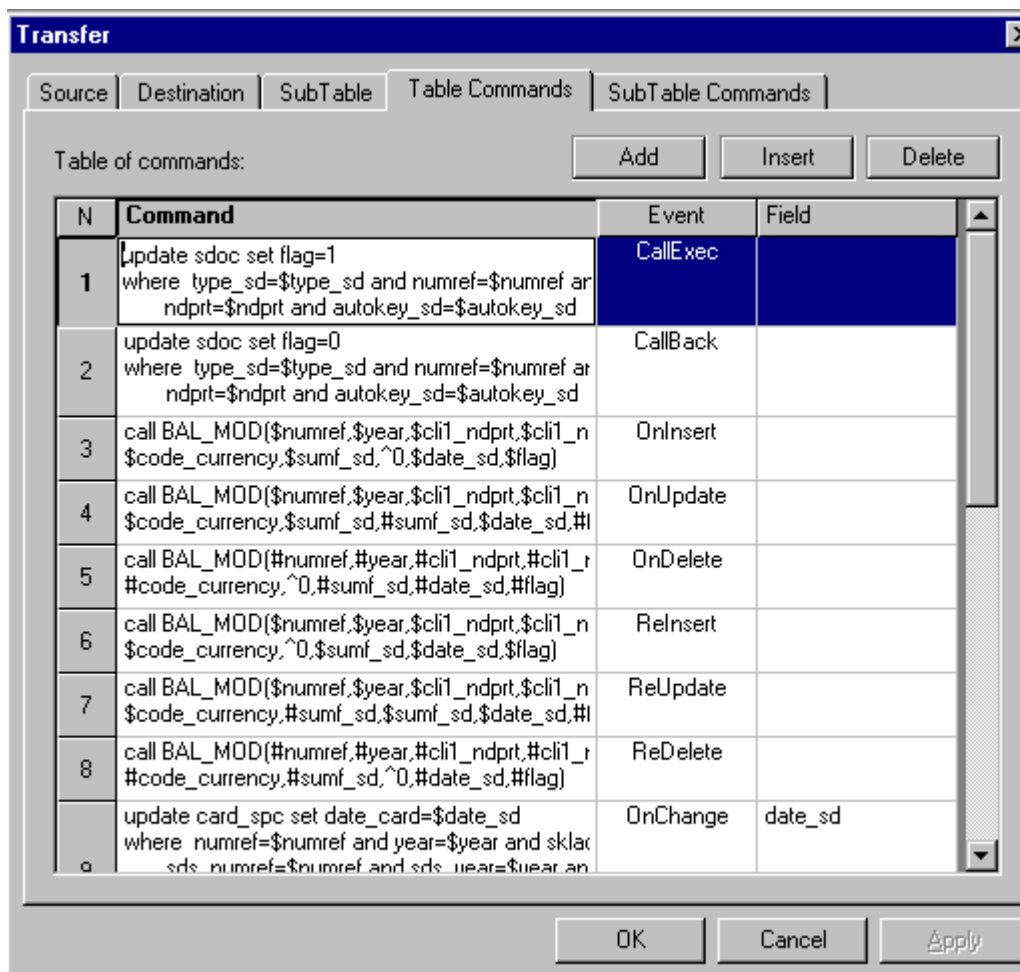 Transfer
Source Destination SubTable Table Commands SubTable Commands
Table of commands: Add Insert Delete
N Command Event Field
1 update sdoc set flag=1 CallExec
where type_sd=$type_sd and numref=$numref ar
ndprt=$ndprt and autokey_sd=$autokey_sd
2 update sdoc set flag=0 CallBack
where type_sd=$type_sd and numref=$numref ar
ndprt=$ndprt and autokey_sd=$autokey_sd
3 call BAL_MOD($numref,$year,$cli1_ndprt,$cli1_n OnInsert
$code_currency,$sumf_sd,^0,$date_sd,$flag)
4 call BAL_MOD($numref,$year,$cli1_ndprt,$cli1_n OnUpdate
$code_currency,$sumf_sd,#sumf_sd,$date_sd,#
5 call BAL_MOD(#numref,#year,#cli1_ndprt,#cli1_r OnDelete
#code_currency,^0,#sumf_sd,#date_sd,#flag)
6 call BAL_MOD($numref,$year,$cli1_ndprt,$cli1_n ReInsert
$code_currency,^0,$sumf_sd,$date_sd,$flag)
7 call BAL_MOD($numref,$year,$cli1_ndprt,$cli1_n ReUpdate
$code_currency,#sumf_sd,$sumf_sd,$date_sd,#
8 call BAL_MOD(#numref,#year,#cli1_ndprt,#cli1_r ReDelete
#code_currency,#sumf_sd,^0,#date_sd,#flag)
9 update card_spc set date_card=$date_sd OnChange date_sd
where numref=$numref and year=$year and sklac
sds_numref=$numref and sds_year=$year an
OK Cancel Apply